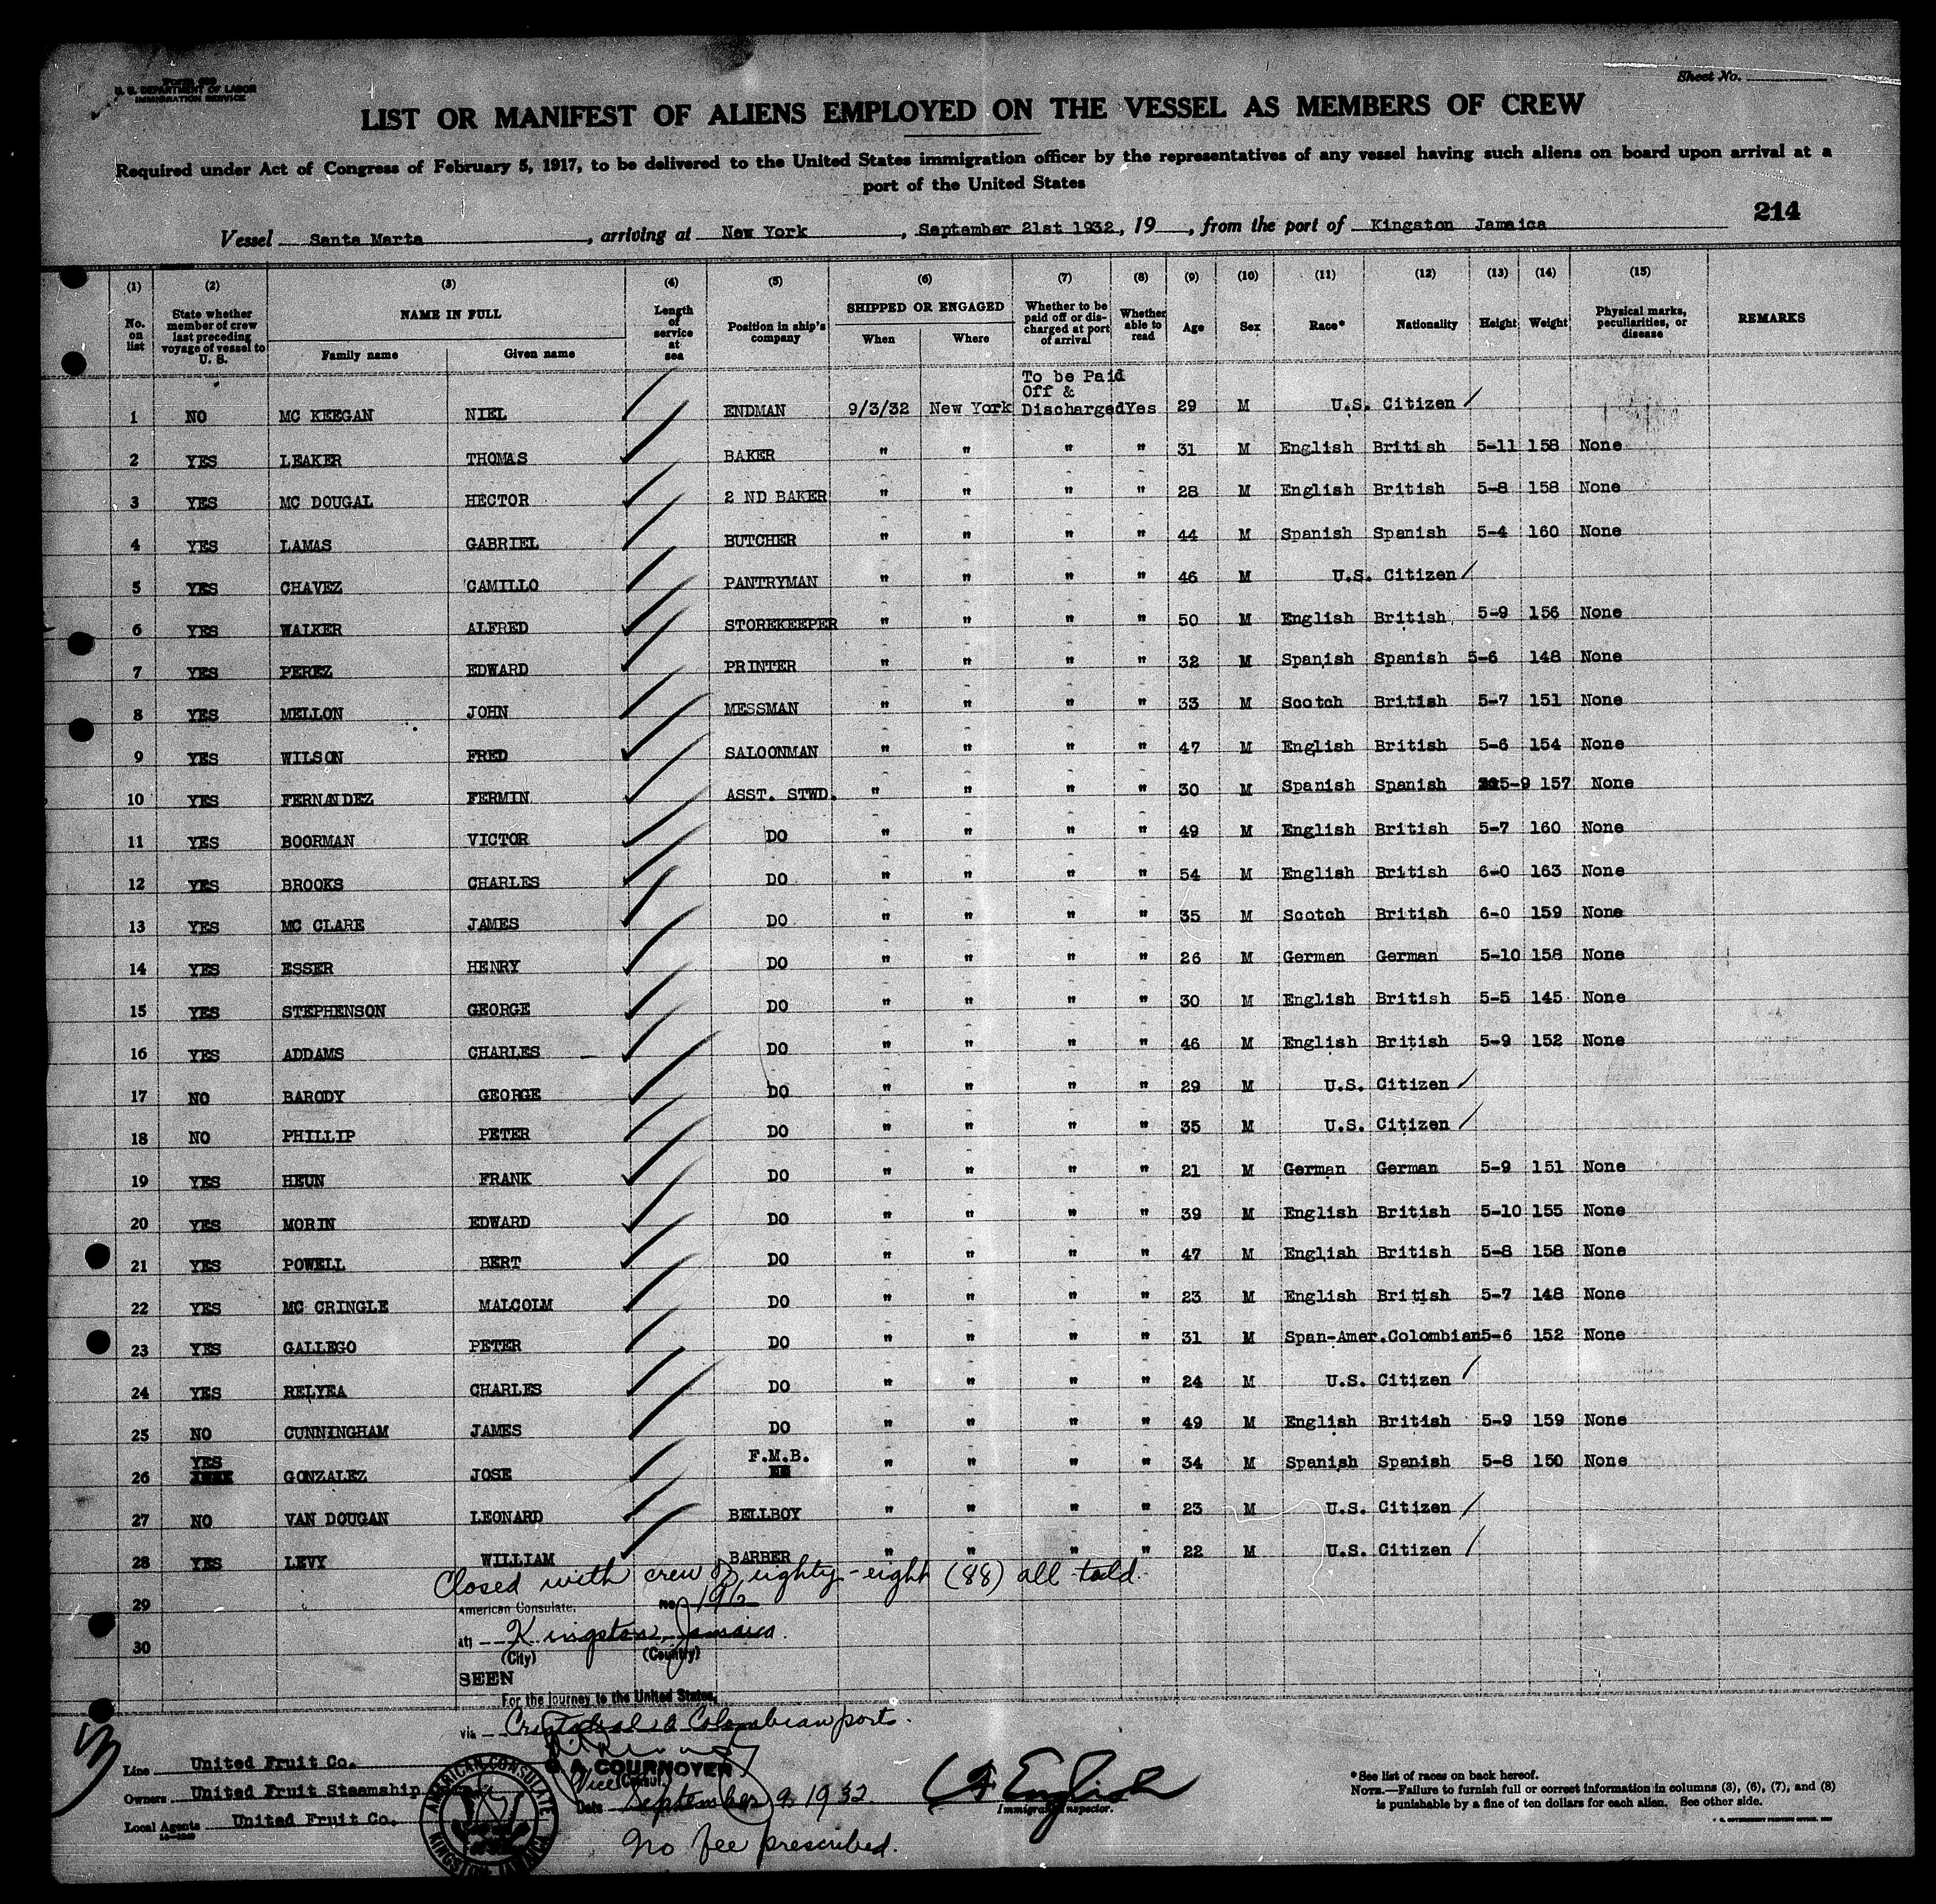 U. S. DEPARTMENT OF LABOR
IMMIGRATION SERVICE
Sheet No.
LIST OR MANIFEST OF ALIENS EMPLOYED ON THE VESSEL AS MEMBERS OF CREW
Required under Act of Congress of February 5, 1917, to be delivered to the United States immigration officer by the representatives of any vessel having such aliens on board upon arrival at a
port of the United States
214
Vessel Santa Marta, arriving at New York, September 21st 1932, 19 , from the port of Kingston Jamaica
(1) (2) (3) (4) (5) (6) (7) (8) (9) (10) (11) (12) (13) (14) (15)
No. on list State whether member of crew last preceding voyage of vessel to U. S. NAME IN FULL Family name Given name Length of service at sea Position in ship's company SHIPPED OR ENGAGED When Where Whether to be paid off or discharged at port of arrival Whether able to read Age Sex Race* Nationality Height Weight Physical marks, peculiarities, or disease REMARKS
1 NO MC KEEGAN NIEL ENDMAN 9/3/32 New York To be Paid Off & Discharged Yes 29 M U.S. Citizen
2 YES LEAKER THOMAS BAKER " " " " 31 M English British 5-11 158 None
3 YES MC DOUGAL HECTOR 2 ND BAKER " " " " 28 M English British 5-8 158 None
4 YES LAMAS GABRIEL BUTCHER " " " " 44 M Spanish Spanish 5-4 160 None
5 YES CHAVEZ CAMILLO PANTRYMAN " " " " 46 M U.S. Citizen
6 YES WALKER ALFRED STOREKEEPER " " " " 50 M English British 5-9 156 None
7 YES PEREZ EDWARD PRINTER " " " " 32 M Spanish Spanish 5-6 148 None
8 YES MELLON JOHN MESSMAN " " " " 33 M Scotch British 5-7 151 None
9 YES WILSON FRED SALOONMAN " " " " 47 M English British 5-6 154 None
10 YES FERNANDEZ FERMIN ASST. STWD. " " " " 30 M Spanish Spanish 5-9 157 None
11 YES BOORMAN VICTOR DO " " " " 49 M English British 5-7 160 None
12 YES BROOKS CHARLES DO " " " " 54 M English British 6-0 163 None
13 YES MC CLARE JAMES DO " " " " 35 M Scotch British 6-0 159 None
14 YES ESSER HENRY DO " " " " 26 M German German 5-10 158 None
15 YES STEPHENSON GEORGE DO " " " " 30 M English British 5-5 145 None
16 YES ADDAMS CHARLES DO " " " " 46 M English British 5-9 152 None
17 NO BARODY GEORGE DO " " " " 29 M U.S. Citizen
18 NO PHILLIP PETER DO " " " " 35 M U.S. Citizen
19 YES HEUN FRANK DO " " " " 21 M German German 5-9 151 None
20 YES MORIN EDWARD DO " " " " 39 M English British 5-10 155 None
21 YES POWELL BERT DO " " " " 47 M English British 5-8 158 None
22 YES MC CRINGLE MALCOLM DO " " " " 23 M English British 5-7 148 None
23 YES GALLEGO PETER DO " " " " 31 M Span-Amer. Colombian 5-6 152 None
24 YES RELYEA CHARLES DO " " " " 24 M U.S. Citizen
25 NO CUNNINGHAM JAMES DO " " " " 49 M English British 5-9 159 None
26 YES GONZALEZ JOSE F.M.B. " " " " 34 M Spanish Spanish 5-8 150 None
27 NO VAN DOUGAN LEONARD BELLBOY " " " " 23 M U.S. Citizen
28 YES LEVY WILLIAM BARBER " " " " 22 M U.S. Citizen
Closed with crew of eighty-eight (88) all told.
29 American Consulate, no 196
30 at Kingston, Jamaica.
(City) (Country)
SEEN
For the journey to the United States,
via Cristobal & Colombian ports.
Line United Fruit Co.
COURNOYER
Vice Consul.
Owners United Fruit Steamship
Date September 9, 1932.
Local Agents United Fruit Co.
No fee prescribed.
AMERICAN CONSULATE KINGSTON JAMAICA
English
Immigrant Inspector.
* See list of races on back hereof.
NOTE.—Failure to furnish full or correct information in columns (3), (6), (7), and (8)
is punishable by a fine of ten dollars for each alien. See other side.